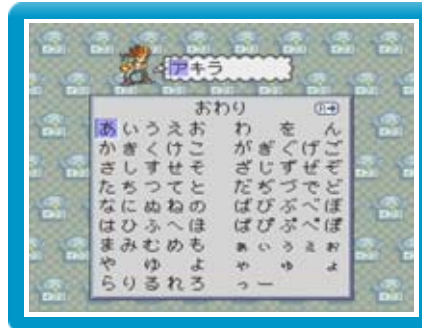 アキラ
おわり
あいうえお わ を ん
かきくけこ がぎぐげご
さしすせそ ざじずぜぞ
たちつてと だぢづでど
なにぬねの ばびぶべぼ
はひふへほ ぱぴぷぺぽ
まみむめも ぁぃぅぇぉ
や ゆ よ ゃ ゅ ょ
らりるれろ っー